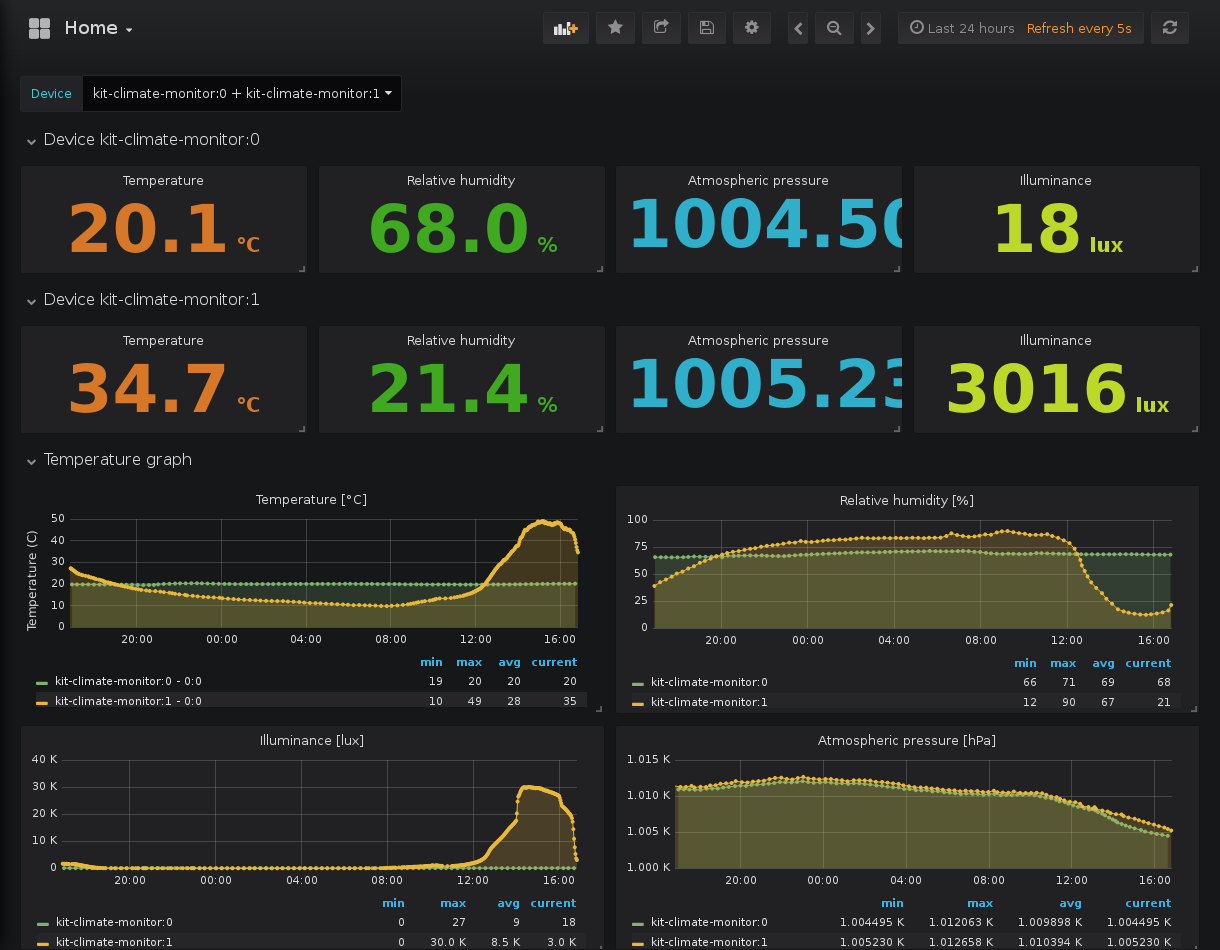 Home
Last 24 hours Refresh every 5s
Device kit-climate-monitor:0 + kit-climate-monitor:1
Device kit-climate-monitor:0
Temperature Relative humidity Atmospheric pressure Illuminance
20.1 °C 68.0 % 1004.50 18 lux
Device kit-climate-monitor:1
Temperature Relative humidity Atmospheric pressure Illuminance
34.7 °C 21.4 % 1005.23 3016 lux
Temperature graph
Temperature [°C]
Temperature (C)
50
40
30
20
10
0
20:00 00:00 04:00 08:00 12:00 16:00
min max avg current
kit-climate-monitor:0 - 0:0 19 20 20 20
kit-climate-monitor:1 - 0:0 10 49 28 35
Relative humidity [%]
100
75
50
25
0
20:00 00:00 04:00 08:00 12:00 16:00
min max avg current
kit-climate-monitor:0 66 71 69 68
kit-climate-monitor:1 12 90 67 21
Illuminance [lux]
40 K
30 K
20 K
10 K
0
20:00 00:00 04:00 08:00 12:00 16:00
min max avg current
kit-climate-monitor:0 0 27 9 18
kit-climate-monitor:1 0 30.0 K 8.5 K 3.0 K
Atmospheric pressure [hPa]
1.015 K
1.010 K
1.005 K
1.000 K
20:00 00:00 04:00 08:00 12:00 16:00
min max avg current
kit-climate-monitor:0 1.004495 K 1.012063 K 1.009898 K 1.004495 K
kit-climate-monitor:1 1.005230 K 1.012658 K 1.010394 K 1.005230 K